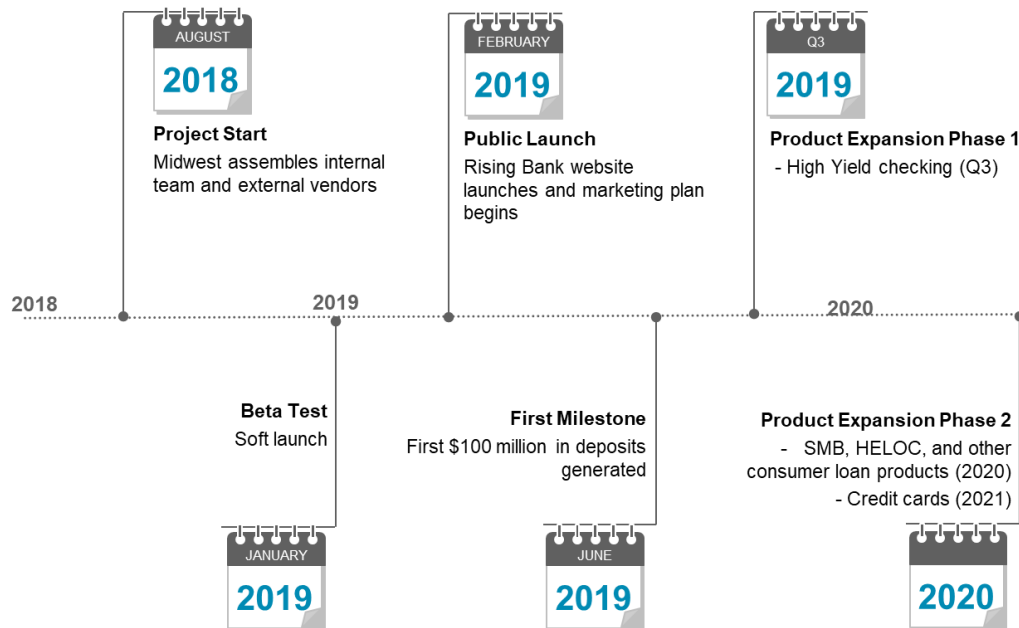 AUGUST
2018
Project Start
Midwest assembles internal
team and external vendors
FEBRUARY
2019
Public Launch
Rising Bank website
launches and marketing plan
begins
Q3
2019
Product Expansion Phase 1
- High Yield checking (Q3)
2018
2019
2020
Beta Test
Soft launch
JANUARY
2019
First Milestone
First $100 million in deposits
generated
JUNE
2019
Product Expansion Phase 2
- SMB, HELOC, and other
consumer loan products (2020)
- Credit cards (2021)
2020